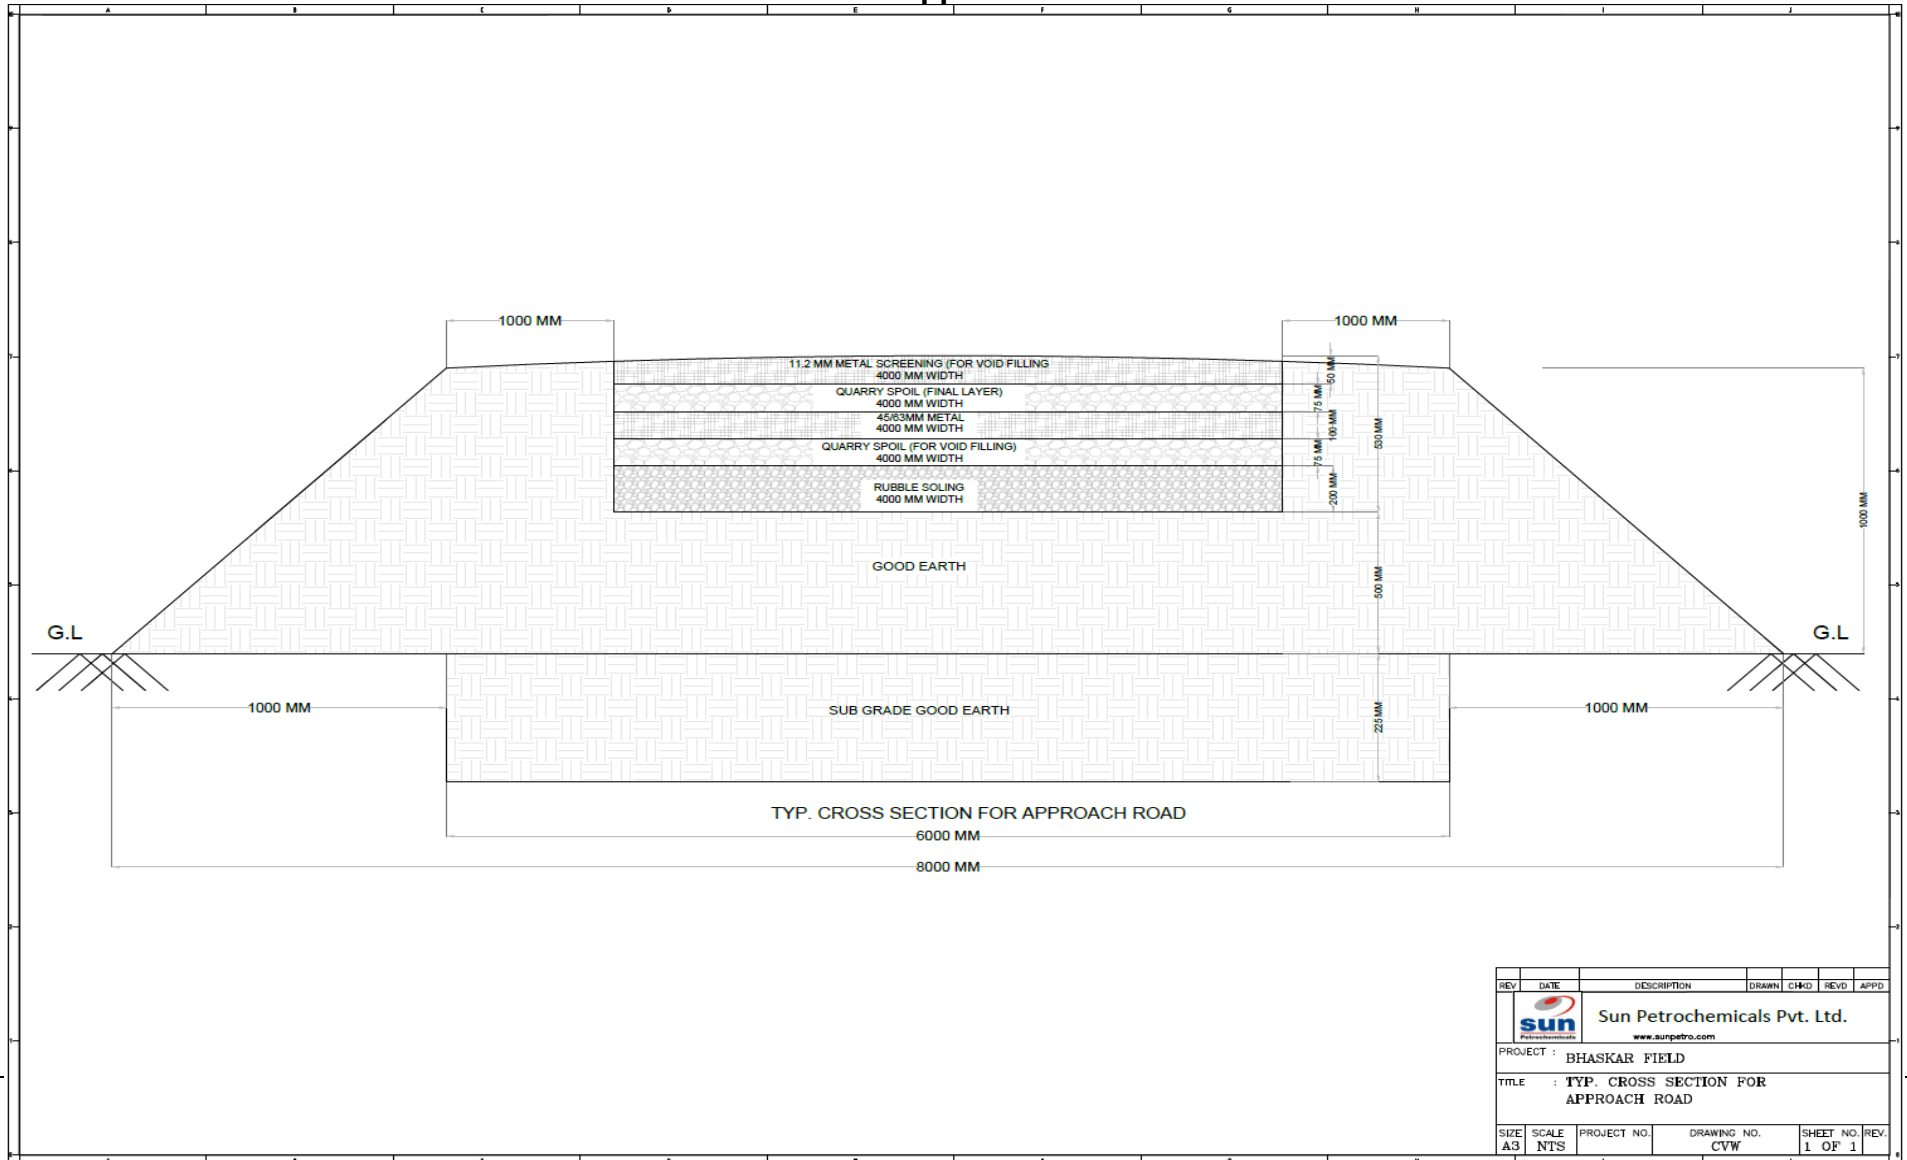 A B C D E F G H I J
1000 MM
1000 MM
11.2 MM METAL SCREENING (FOR VOID FILLING
4000 MM WIDTH
50 MM
QUARRY SPOIL (FINAL LAYER)
4000 MM WIDTH
75 MM
45/63MM METAL
4000 MM WIDTH
100 MM
QUARRY SPOIL (FOR VOID FILLING)
4000 MM WIDTH
75 MM
RUBBLE SOLING
4000 MM WIDTH
200 MM
530 MM
1000 MM
GOOD EARTH
500 MM
G.L
G.L
1000 MM
SUB GRADE GOOD EARTH
225 MM
1000 MM
TYP. CROSS SECTION FOR APPROACH ROAD
6000 MM
8000 MM
REV DATE DESCRIPTION DRAWN CHKD REVD APPD
sun
Petrochemicals
Sun Petrochemicals Pvt. Ltd.
www.sunpetro.com
PROJECT : BHASKAR FIELD
TITLE : TYP. CROSS SECTION FOR
APPROACH ROAD
SIZE SCALE PROJECT NO. DRAWING NO. SHEET NO. REV.
A3 NTS CVW 1 OF 1